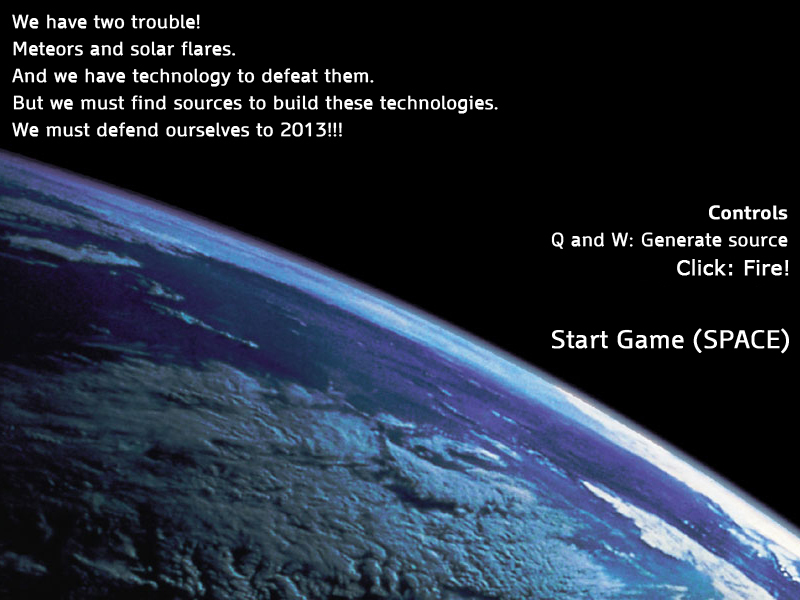 We have two trouble!
Meteors and solar flares.
And we have technology to defeat them.
But we must find sources to build these technologies.
We must defend ourselves to 2013!!!
Controls
Q and W: Generate source
Click: Fire!
Start Game (SPACE)